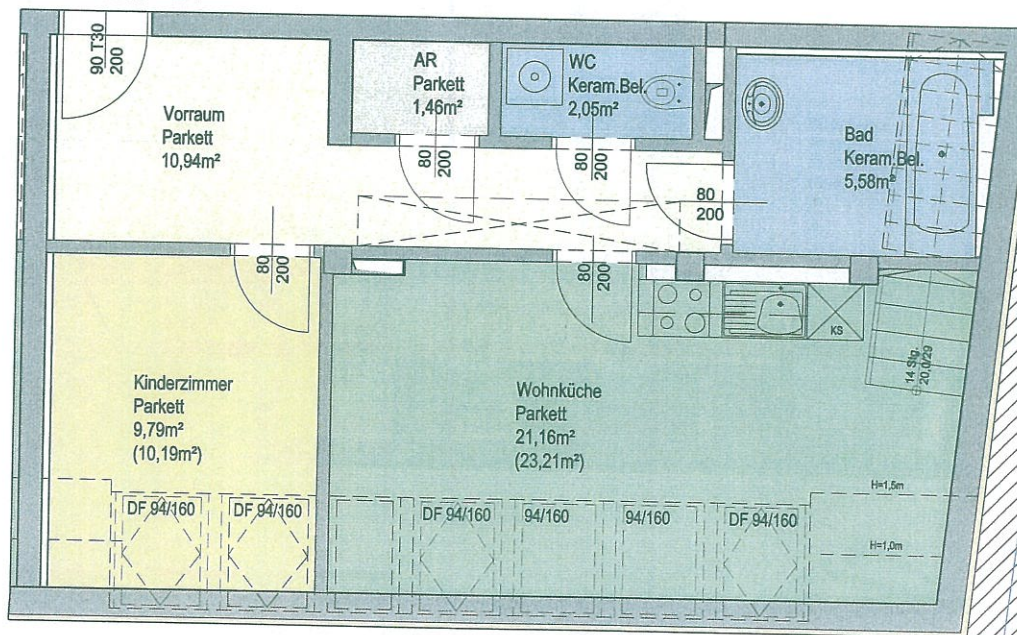 90 T30
200
Vorraum
Parkett
10,94m²
AR
Parkett
1,46m²
WC
Keram.Bel.
2,05m²
Bad
Keram.Bel.
5,58m²
80
200
80
200
80
200
80
200
80
200
Kinderzimmer
Parkett
9,79m²
(10,19m²)
Wohnküche
Parkett
21,16m²
(23,21m²)
KS
14 Stg.
20,0/29
H=1,5m
H=1,0m
DF 94/160
DF 94/160
DF 94/160
94/160
94/160
DF 94/160